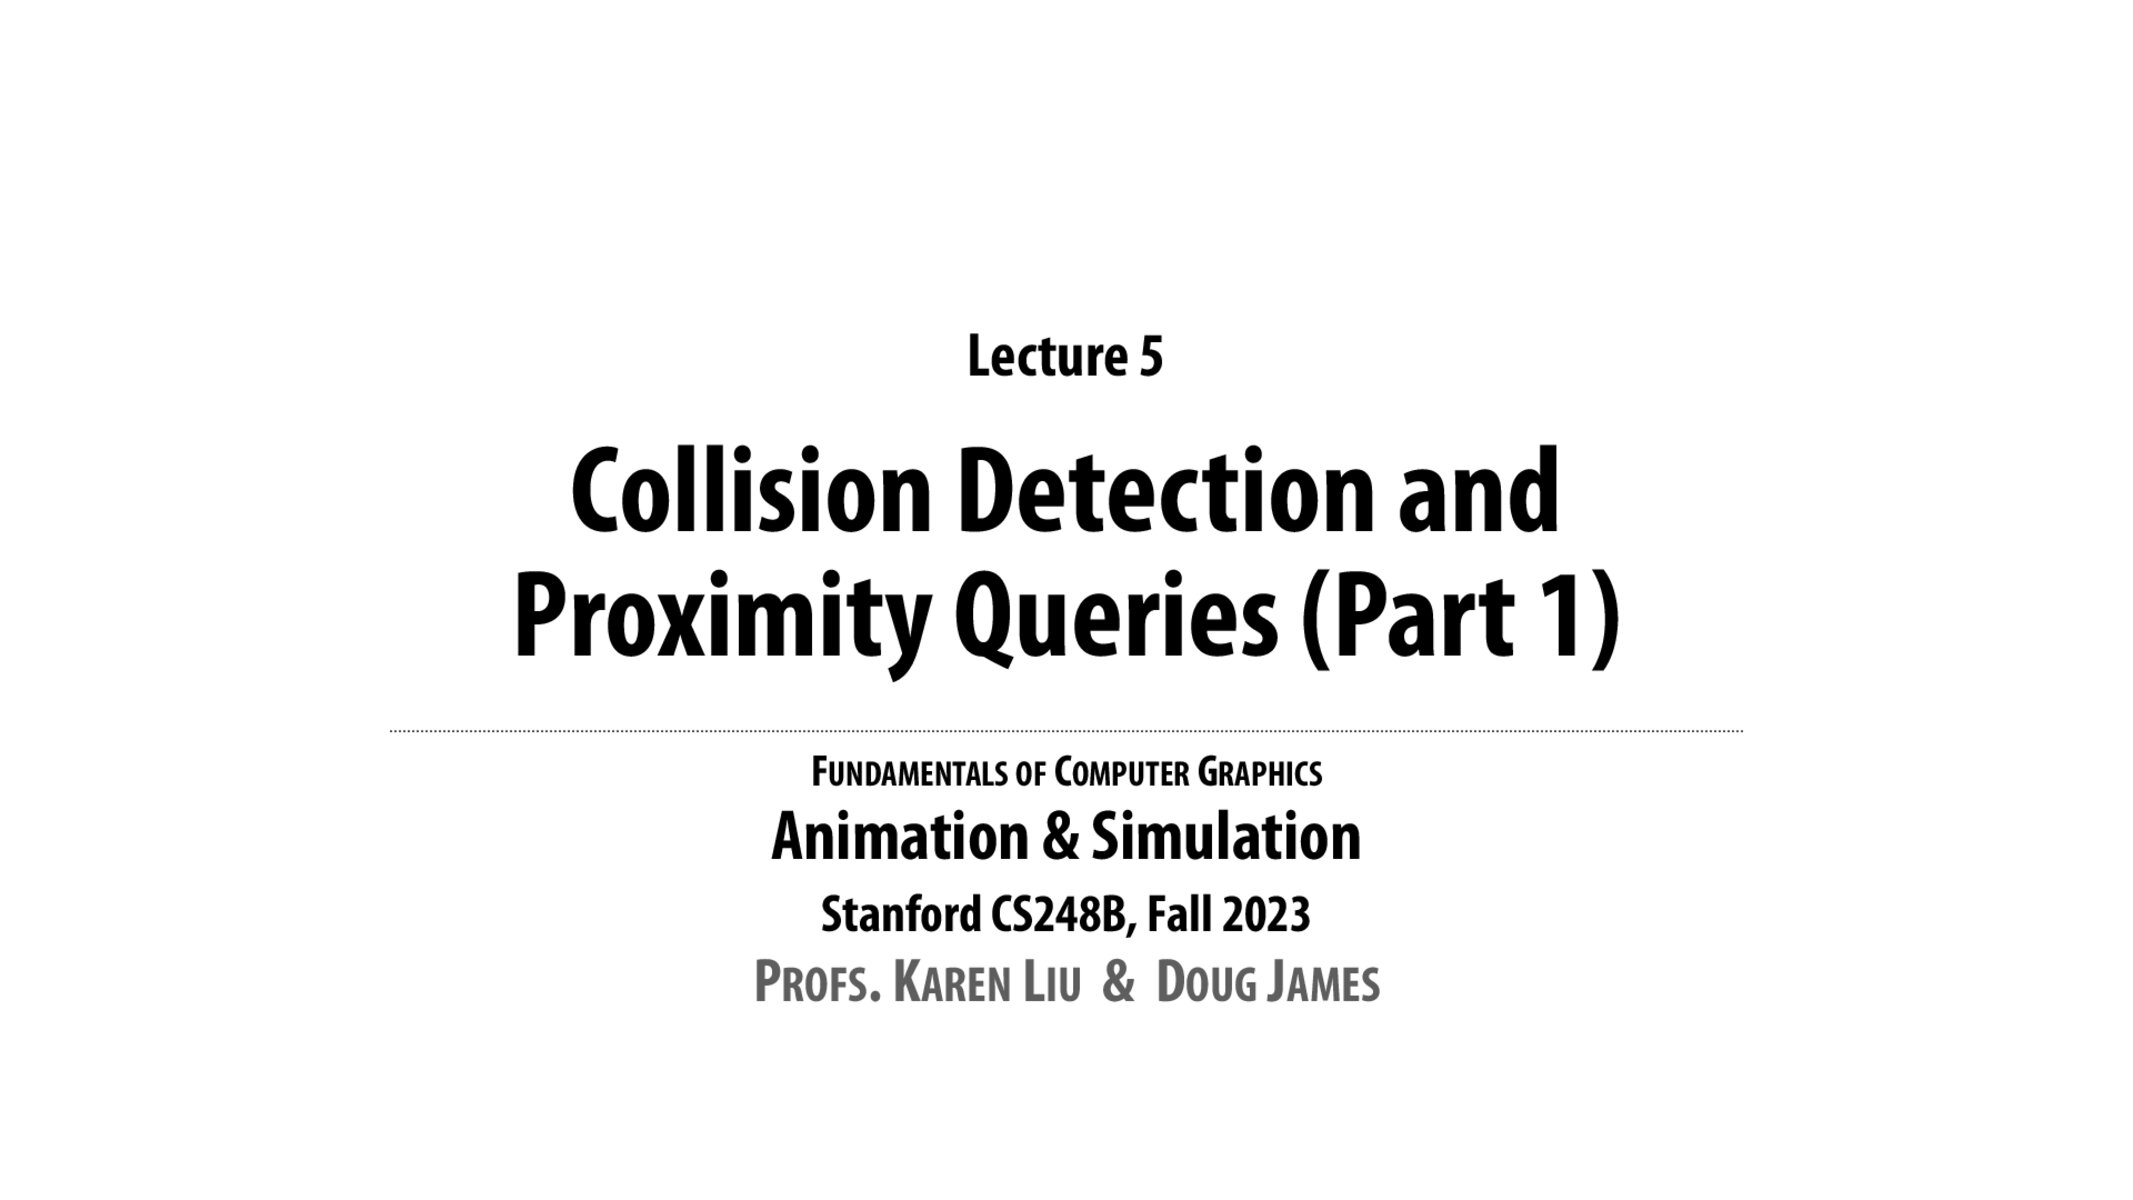 Lecture 5
Collision Detection and
Proximity Queries (Part 1)
FUNDAMENTALS OF COMPUTER GRAPHICS
Animation & Simulation
Stanford CS248B, Fall 2023
PROFS. KAREN LIU & DOUG JAMES